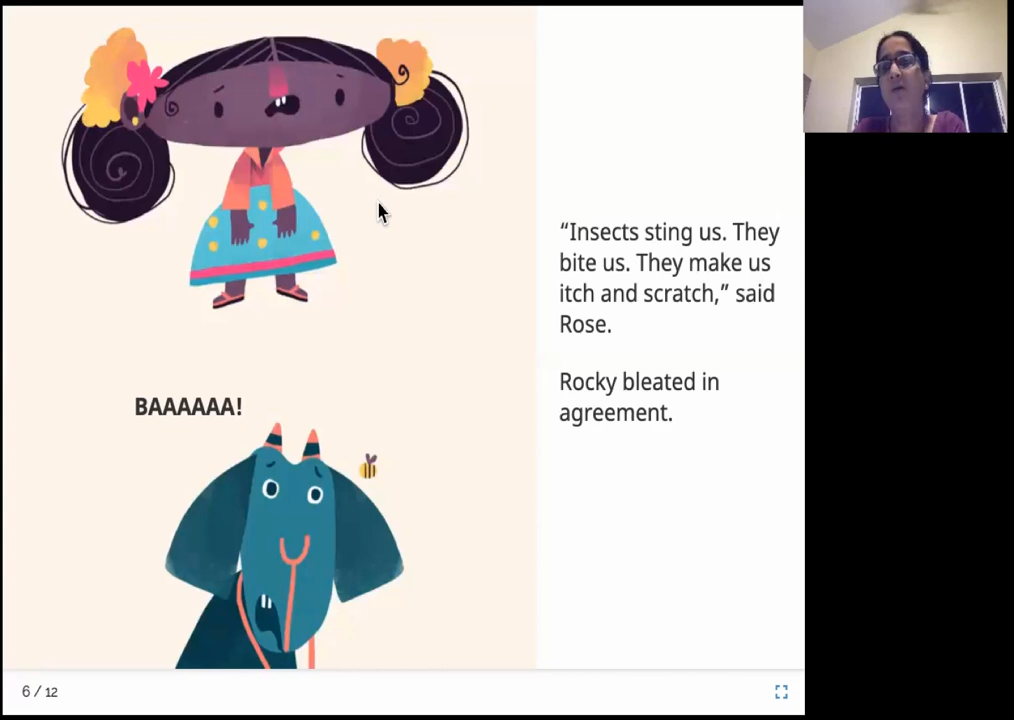 “Insects sting us. They
bite us. They make us
itch and scratch,” said
Rose.
Rocky bleated in
agreement.
BAAAAAA!
6 / 12